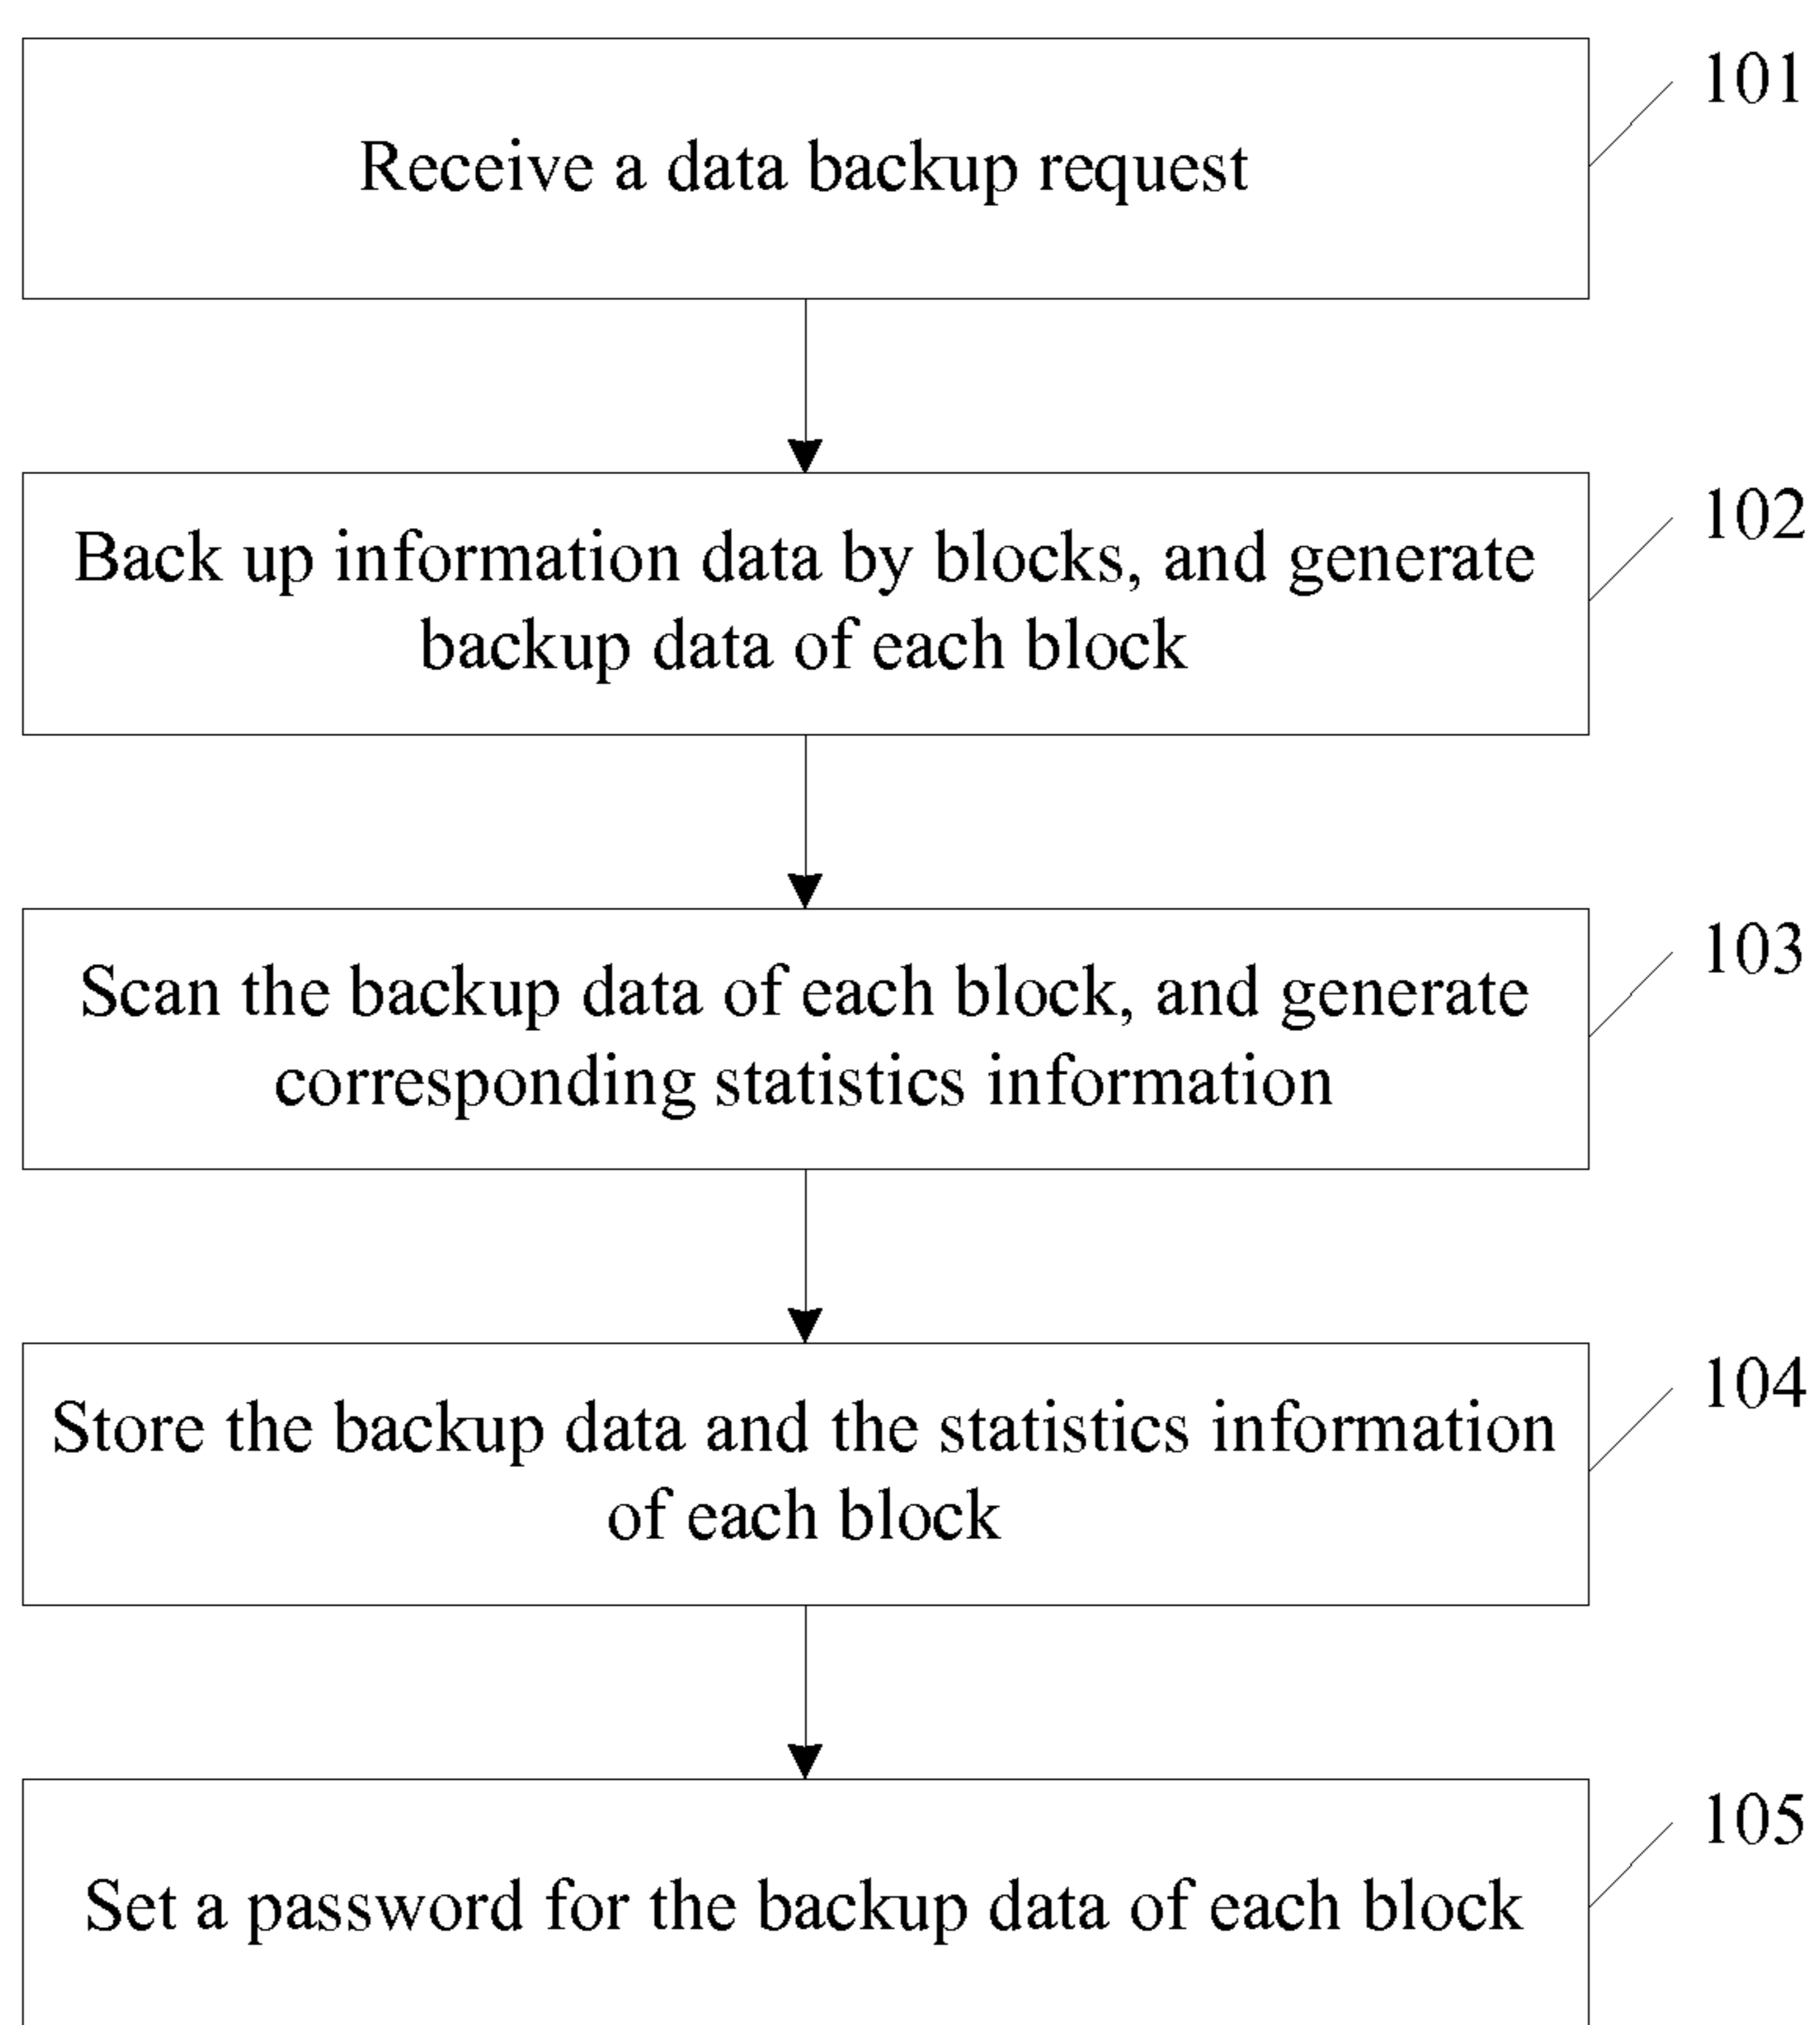 101
Receive a data backup request
102
Back up information data by blocks, and generate
backup data of each block
103
Scan the backup data of each block, and generate
corresponding statistics information
104
Store the backup data and the statistics information
of each block
105
Set a password for the backup data of each block